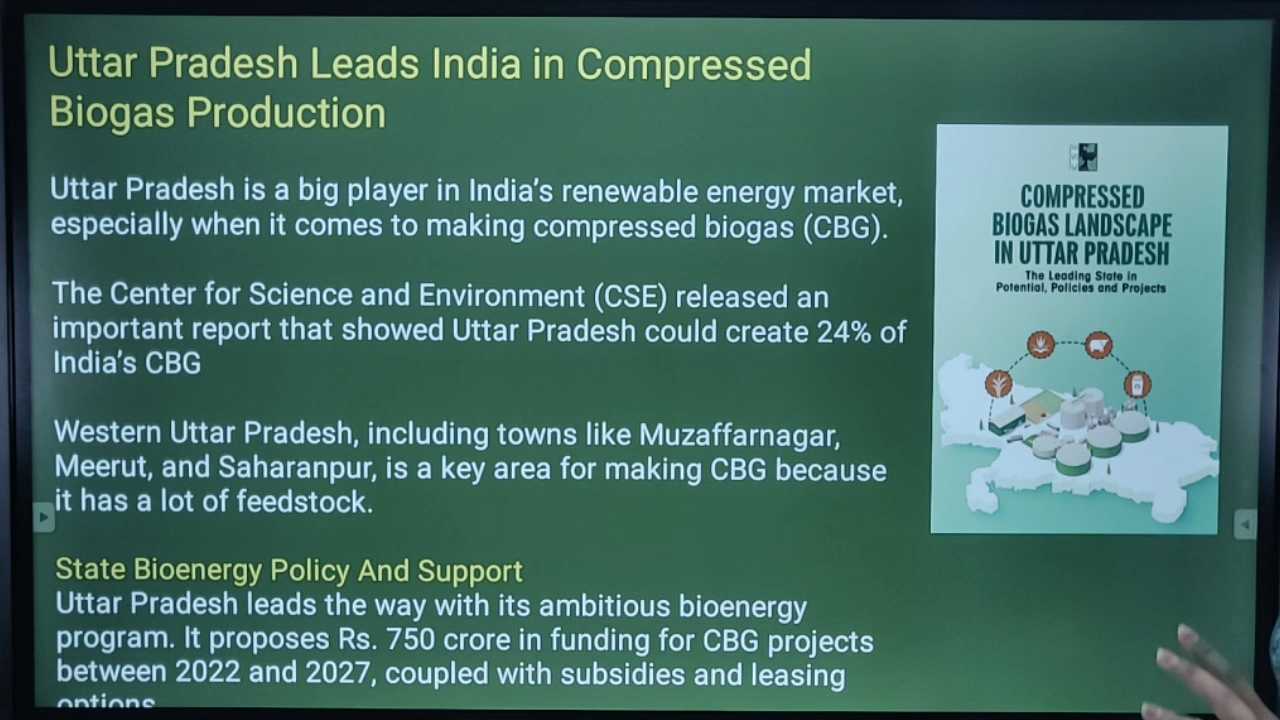 Uttar Pradesh Leads India in Compressed
Biogas Production
Uttar Pradesh is a big player in India's renewable energy market,
especially when it comes to making compressed biogas (CBG).
The Center for Science and Environment (CSE) released an
important report that showed Uttar Pradesh could create 24% of
India's CBG
Western Uttar Pradesh, including towns like Muzaffarnagar,
Meerut, and Saharanpur, is a key area for making CBG because
it has a lot of feedstock.
State Bioenergy Policy And Support
Uttar Pradesh leads the way with its ambitious bioenergy
program. It proposes Rs. 750 crore in funding for CBG projects
between 2022 and 2027, coupled with subsidies and leasing
options
COMPRESSED
BIOGAS LANDSCAPE
IN UTTAR PRADESH
The Leading State in
Potential, Policies and Projects